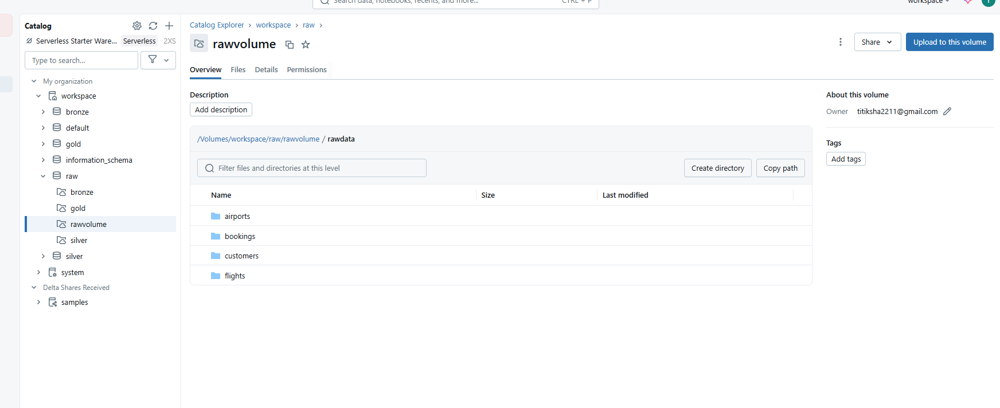 Search data, notebooks, recents, and more...
CTRL + P
workspace
Catalog
Serverless Starter Ware... Serverless 2XS
Type to search...
My organization
workspace
bronze
default
gold
information_schema
raw
bronze
gold
rawvolume
silver
silver
system
Delta Shares Received
samples
Catalog Explorer › workspace › raw ›
rawvolume
Share
Upload to this volume
Overview Files Details Permissions
Description
Add description
/Volumes/workspace/raw/rawvolume / rawdata
Filter files and directories at this level
Create directory
Copy path
Name Size Last modified
airports
bookings
customers
flights
About this volume
Owner titiksha2211@gmail.com
Tags
Add tags